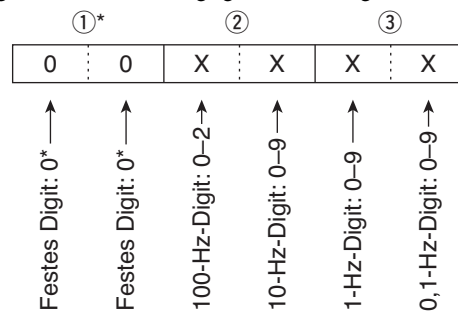 ①* ② ③
0 0 X X X X
Festes Digit: 0*
Festes Digit: 0*
100-Hz-Digit: 0–2
10-Hz-Digit: 0–9
1-Hz-Digit: 0–9
0,1-Hz-Digit: 0–9